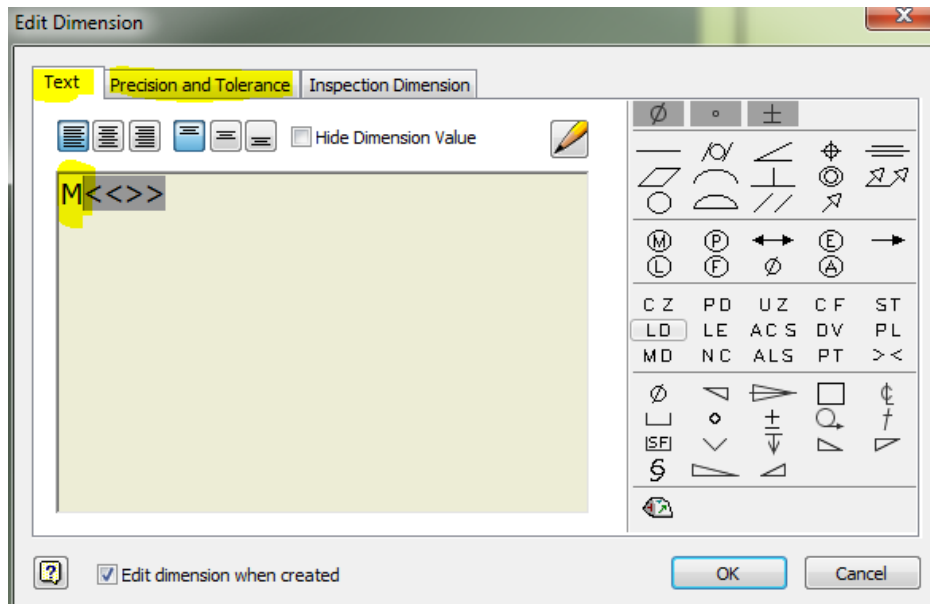 Edit Dimension
Text Precision and Tolerance Inspection Dimension
Hide Dimension Value
M<<>>
M P E
L F A
CZ PD UZ CF ST
LD LE ACS DV PL
MD NC ALS PT ><
SF
? Edit dimension when created OK Cancel